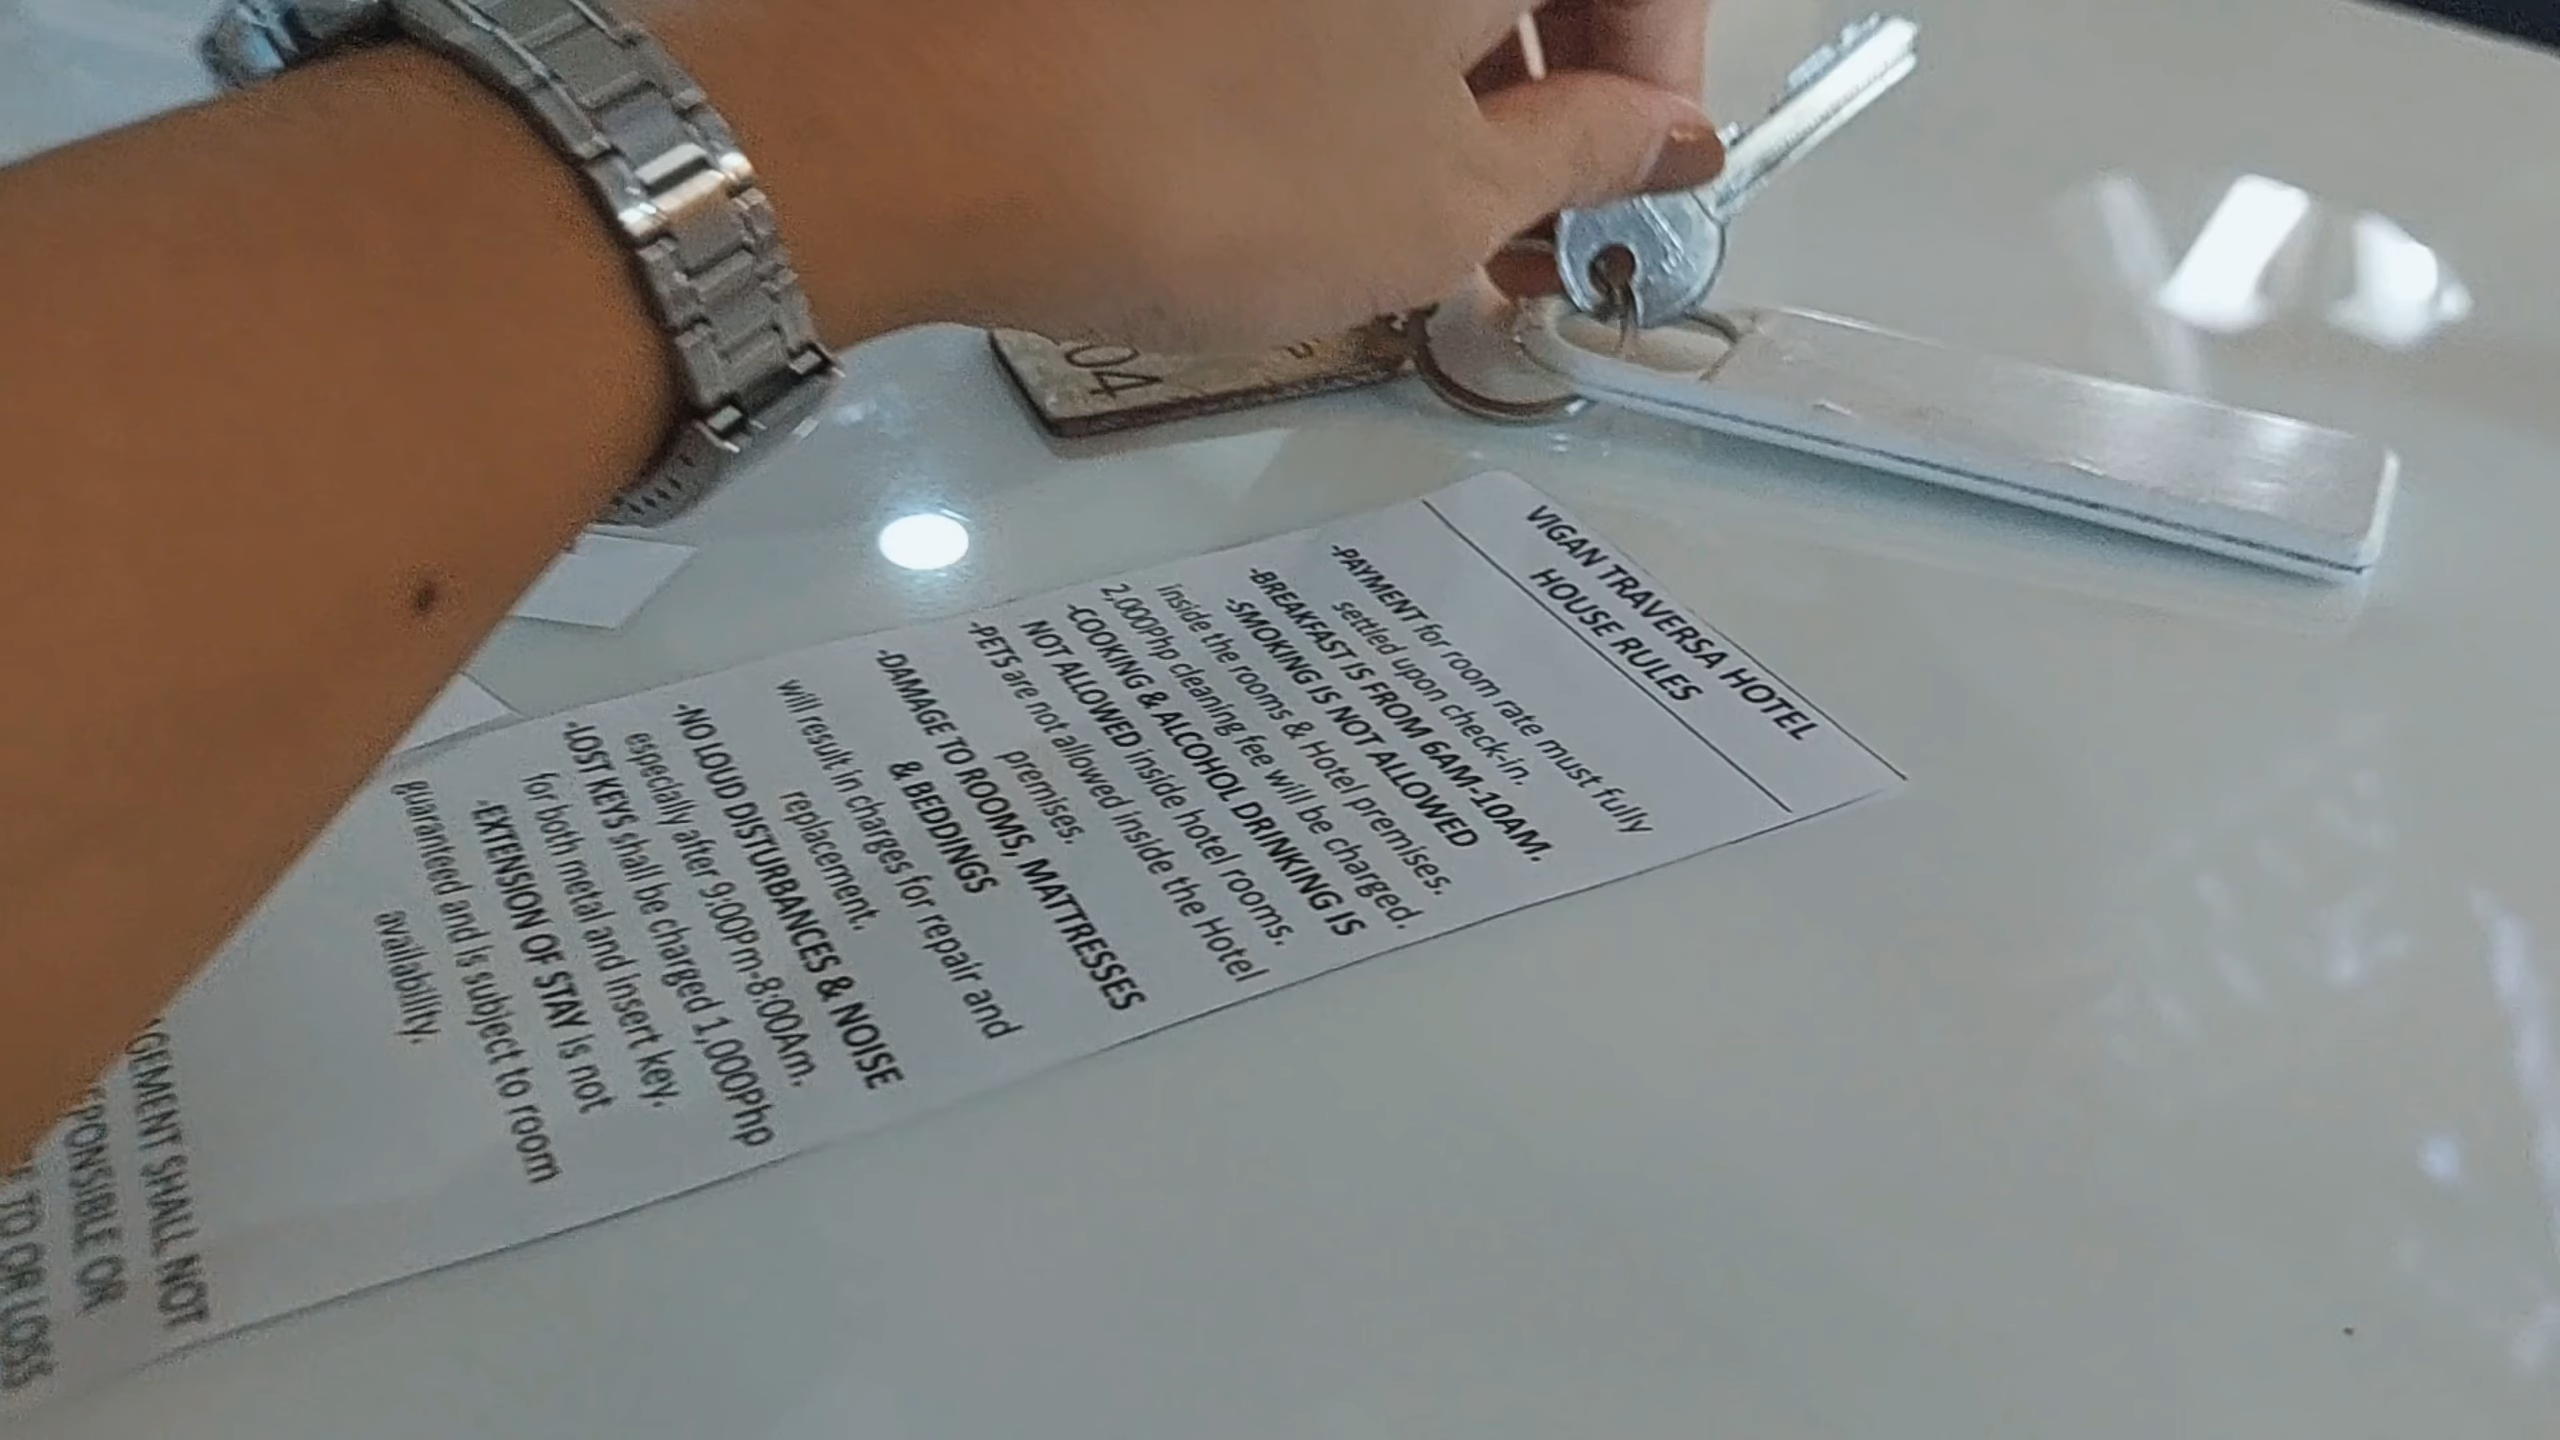 04
VIGAN TRAVERSA HOTEL
HOUSE RULES
-PAYMENT for room rate must fully
settled upon check-in.
-BREAKFAST IS FROM 6AM-10AM.
-SMOKING IS NOT ALLOWED
inside the rooms & Hotel premises.
2,000Php cleaning fee will be charged.
-COOKING & ALCOHOL DRINKING IS
NOT ALLOWED inside hotel rooms.
-PETS are not allowed inside the Hotel
premises.
-DAMAGE TO ROOMS, MATTRESSES
& BEDDINGS
will result in charges for repair and
replacement.
-NO LOUD DISTURBANCES & NOISE
especially after 9:00Pm-8:00Am.
-LOST KEYS shall be charged 1,000Php
for both metal and insert key.
-EXTENSION OF STAY is not
guaranteed and is subject to room
availability.
SHALL NOT
OR
TO OR LOSS